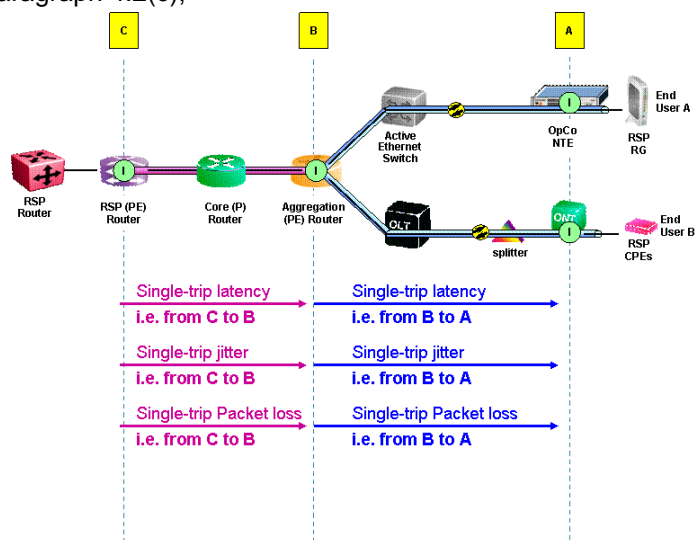 aragraph 4.2(c),
C
B
A
I
I
I
I
RSP
Router
RSP (PE)
Router
Core (P)
Router
Aggregation
(PE) Router
Active
Ethernet
Switch
OpCo
NTE
RSP
RG
End
User A
OLT
splitter
ONT
RSP
CPEs
End
User B
Single-trip latency
i.e. from C to B
Single-trip latency
i.e. from B to A
Single-trip jitter
i.e. from C to B
Single-trip jitter
i.e. from B to A
Single-trip Packet loss
i.e. from C to B
Single-trip Packet loss
i.e. from B to A